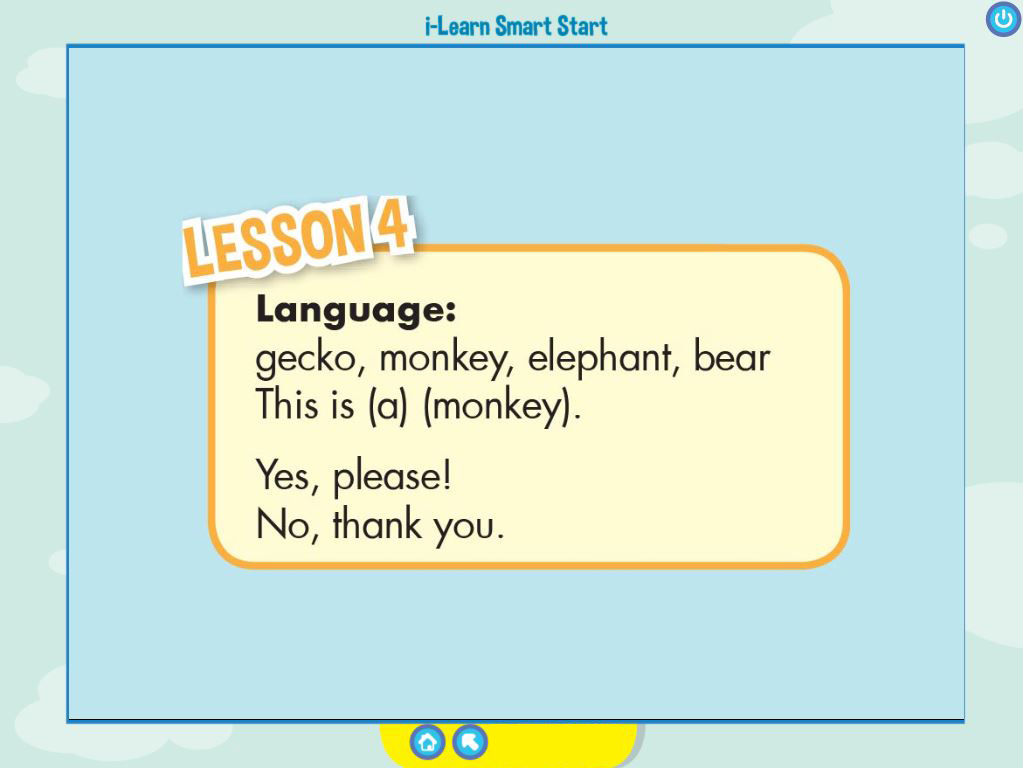 i-Learn Smart Start
LESSON 4
Language:
gecko, monkey, elephant, bear
This is (a) (monkey).
Yes, please!
No, thank you.